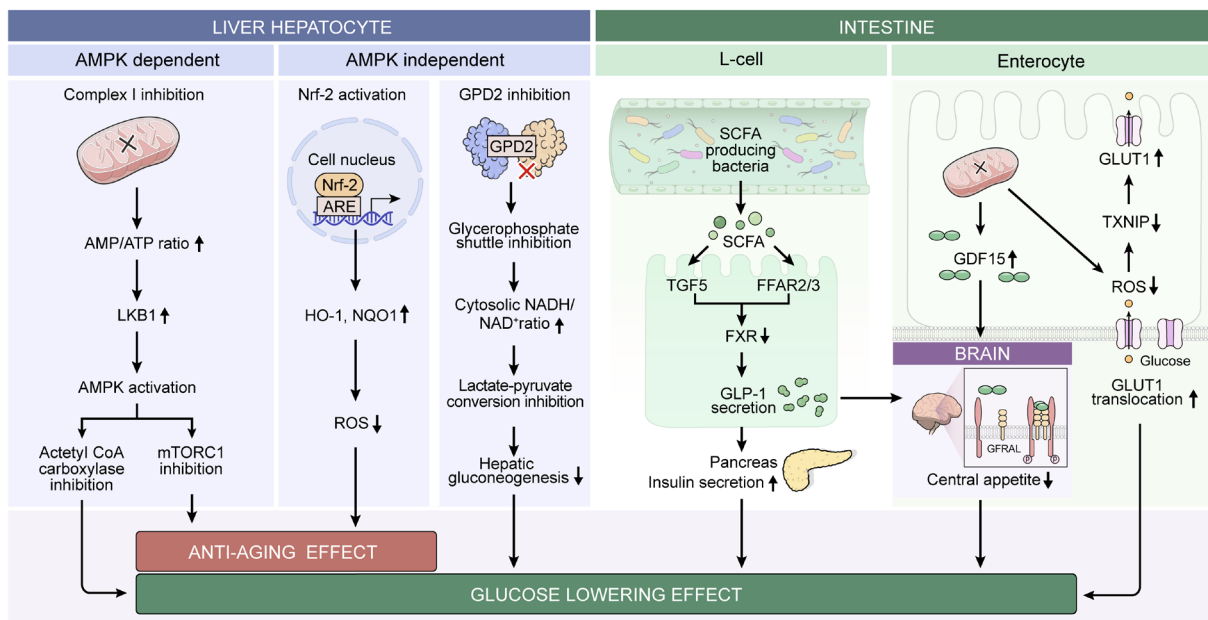 LIVER HEPATOCYTE
INTESTINE
AMPK dependent
AMPK independent
L-cell
Enterocyte
Complex I inhibition
AMP/ATP ratio
LKB1
AMPK activation
Actetyl CoA
carboxylase
inhibition
mTORC1
inhibition
Nrf-2 activation
Cell nucleus
Nrf-2
ARE
HO-1, NQO1
ROS
GPD2 inhibition
GPD2
Glycerophosphate
shuttle inhibition
Cytosolic NADH/
NAD⁺ratio
Lactate-pyruvate
conversion inhibition
Hepatic
gluconeogenesis
SCFA
producing
bacteria
SCFA
TGF5
FFAR2/3
FXR
GLP-1
secretion
Pancreas
Insulin secretion
GDF15
BRAIN
GFRAL
P
P
Central appetite
GLUT1
TXNIP
ROS
Glucose
GLUT1
translocation
ANTI-AGING EFFECT
GLUCOSE LOWERING EFFECT